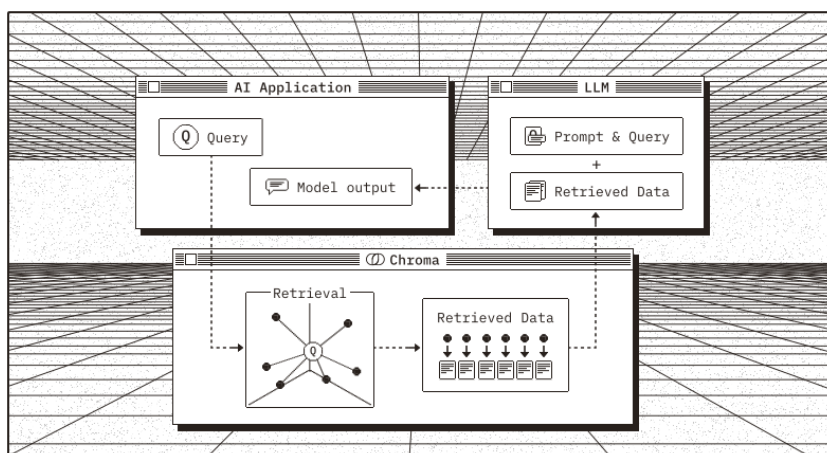 AI Application
Q Query
Model output
LLM
Prompt & Query
+
Retrieved Data
Chroma
Retrieval
Q
Retrieved Data